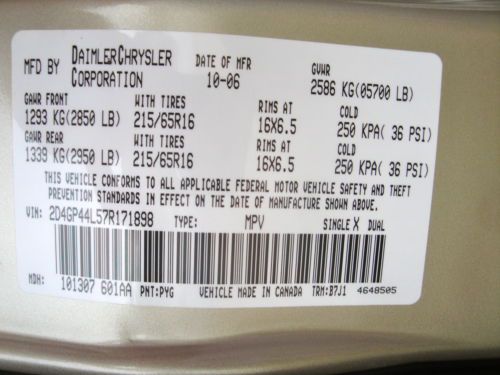 MFD BY DAIMLERCHRYSLER CORPORATION DATE OF MFR 10-06 GVWR 2586 KG(05700 LB)
GAWR FRONT WITH TIRES RIMS AT COLD
1293 KG(2850 LB) 215/65R16 16X6.5 250 KPA( 36 PSI)
GAWR REAR WITH TIRES RIMS AT COLD
1339 KG(2950 LB) 215/65R16 16X6.5 250 KPA( 36 PSI)
THIS VEHICLE CONFORMS TO ALL APPLICABLE FEDERAL MOTOR VEHICLE SAFETY AND THEFT
PREVENTION STANDARDS IN EFFECT ON THE DATE OF MANUFACTURE SHOWN ABOVE.
VIN: 2D4GP44L57R171898 TYPE: MPV SINGLE X DUAL
MDH: 101307 601AA PNT:PYG VEHICLE MADE IN CANADA TRM:B7J1 4648505